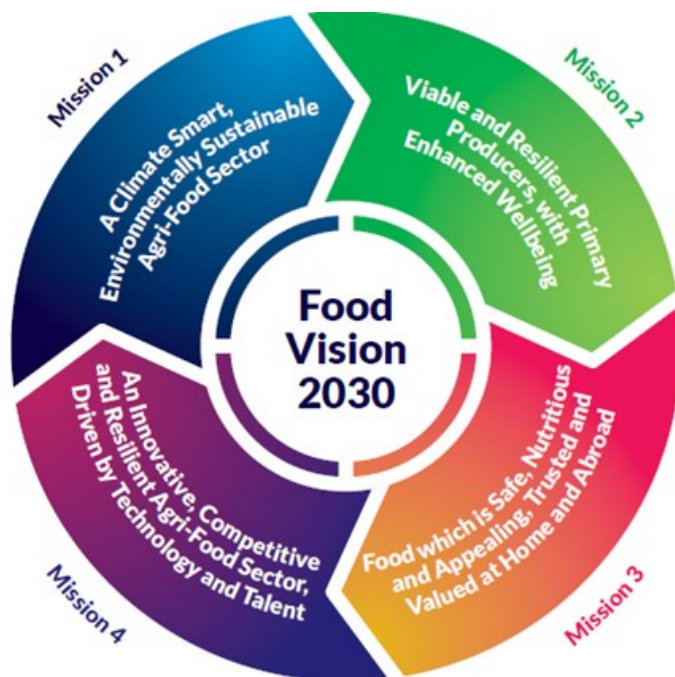 Mission 1
A Climate Smart,
Environmentally Sustainable
Agri-Food Sector
Mission 2
Viable and Resilient Primary
Producers, with
Enhanced Wellbeing
Food
Vision
2030
Food which is Safe, Nutritious
and Appealing, Trusted and
Valued at Home and Abroad
Mission 3
An Innovative, Competitive
and Resilient Agri-Food Sector,
Driven by Technology and Talent
Mission 4